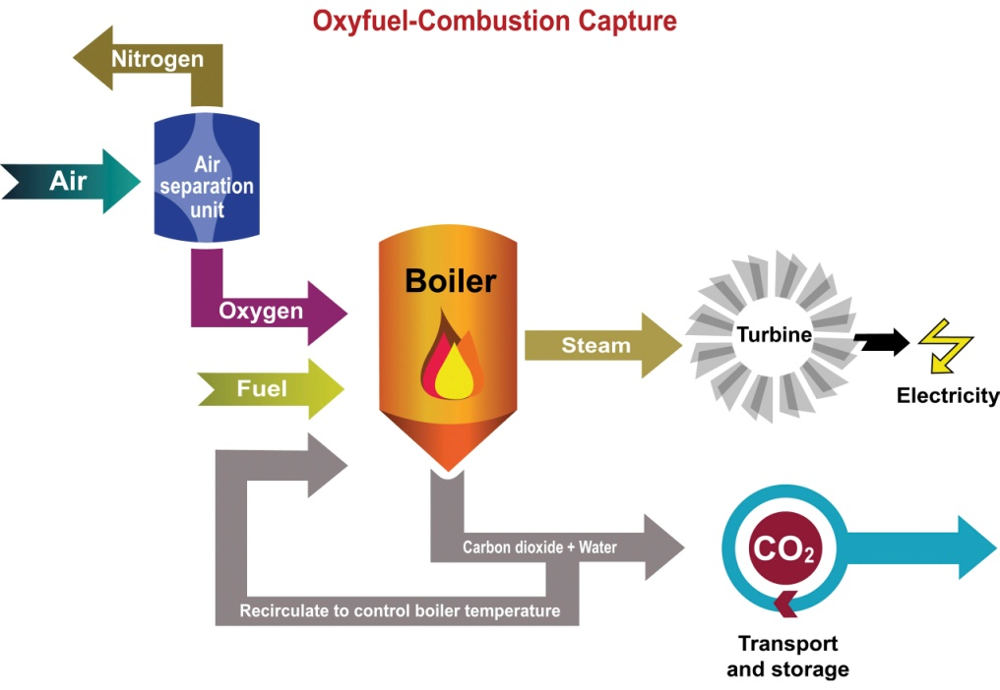 Oxyfuel-Combustion Capture
Nitrogen
Air
Air
separation
unit
Oxygen
Boiler
Fuel
Steam
Turbine
Electricity
Carbon dioxide + Water
Recirculate to control boiler temperature
CO₂
Transport
and storage